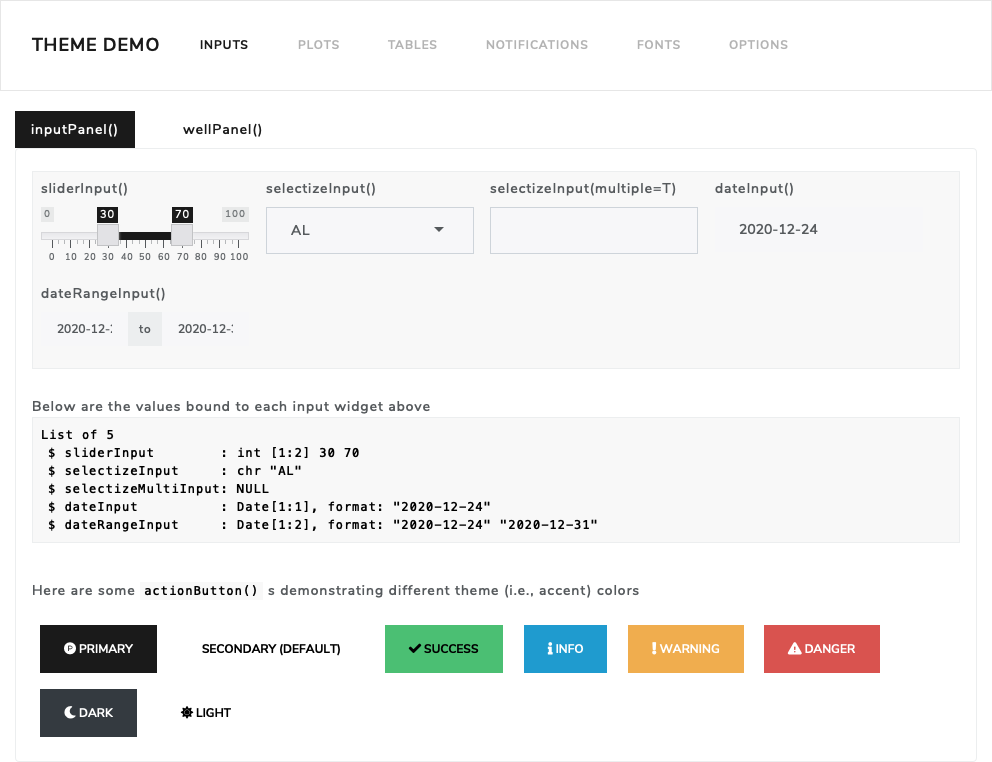 THEME DEMO INPUTS PLOTS TABLES NOTIFICATIONS FONTS OPTIONS
inputPanel() wellPanel()
sliderInput() selectizeInput() selectizeInput(multiple=T) dateInput()
0 30 70 100
AL
2020-12-24
0 10 20 30 40 50 60 70 80 90 100
dateRangeInput()
2020-12- to 2020-12-
Below are the values bound to each input widget above
List of 5
$ sliderInput : int [1:2] 30 70
$ selectizeInput : chr "AL"
$ selectizeMultiInput: NULL
$ dateInput : Date[1:1], format: "2020-12-24"
$ dateRangeInput : Date[1:2], format: "2020-12-24" "2020-12-31"
Here are some actionButton() s demonstrating different theme (i.e., accent) colors
PRIMARY SECONDARY (DEFAULT) SUCCESS INFO WARNING DANGER
DARK LIGHT